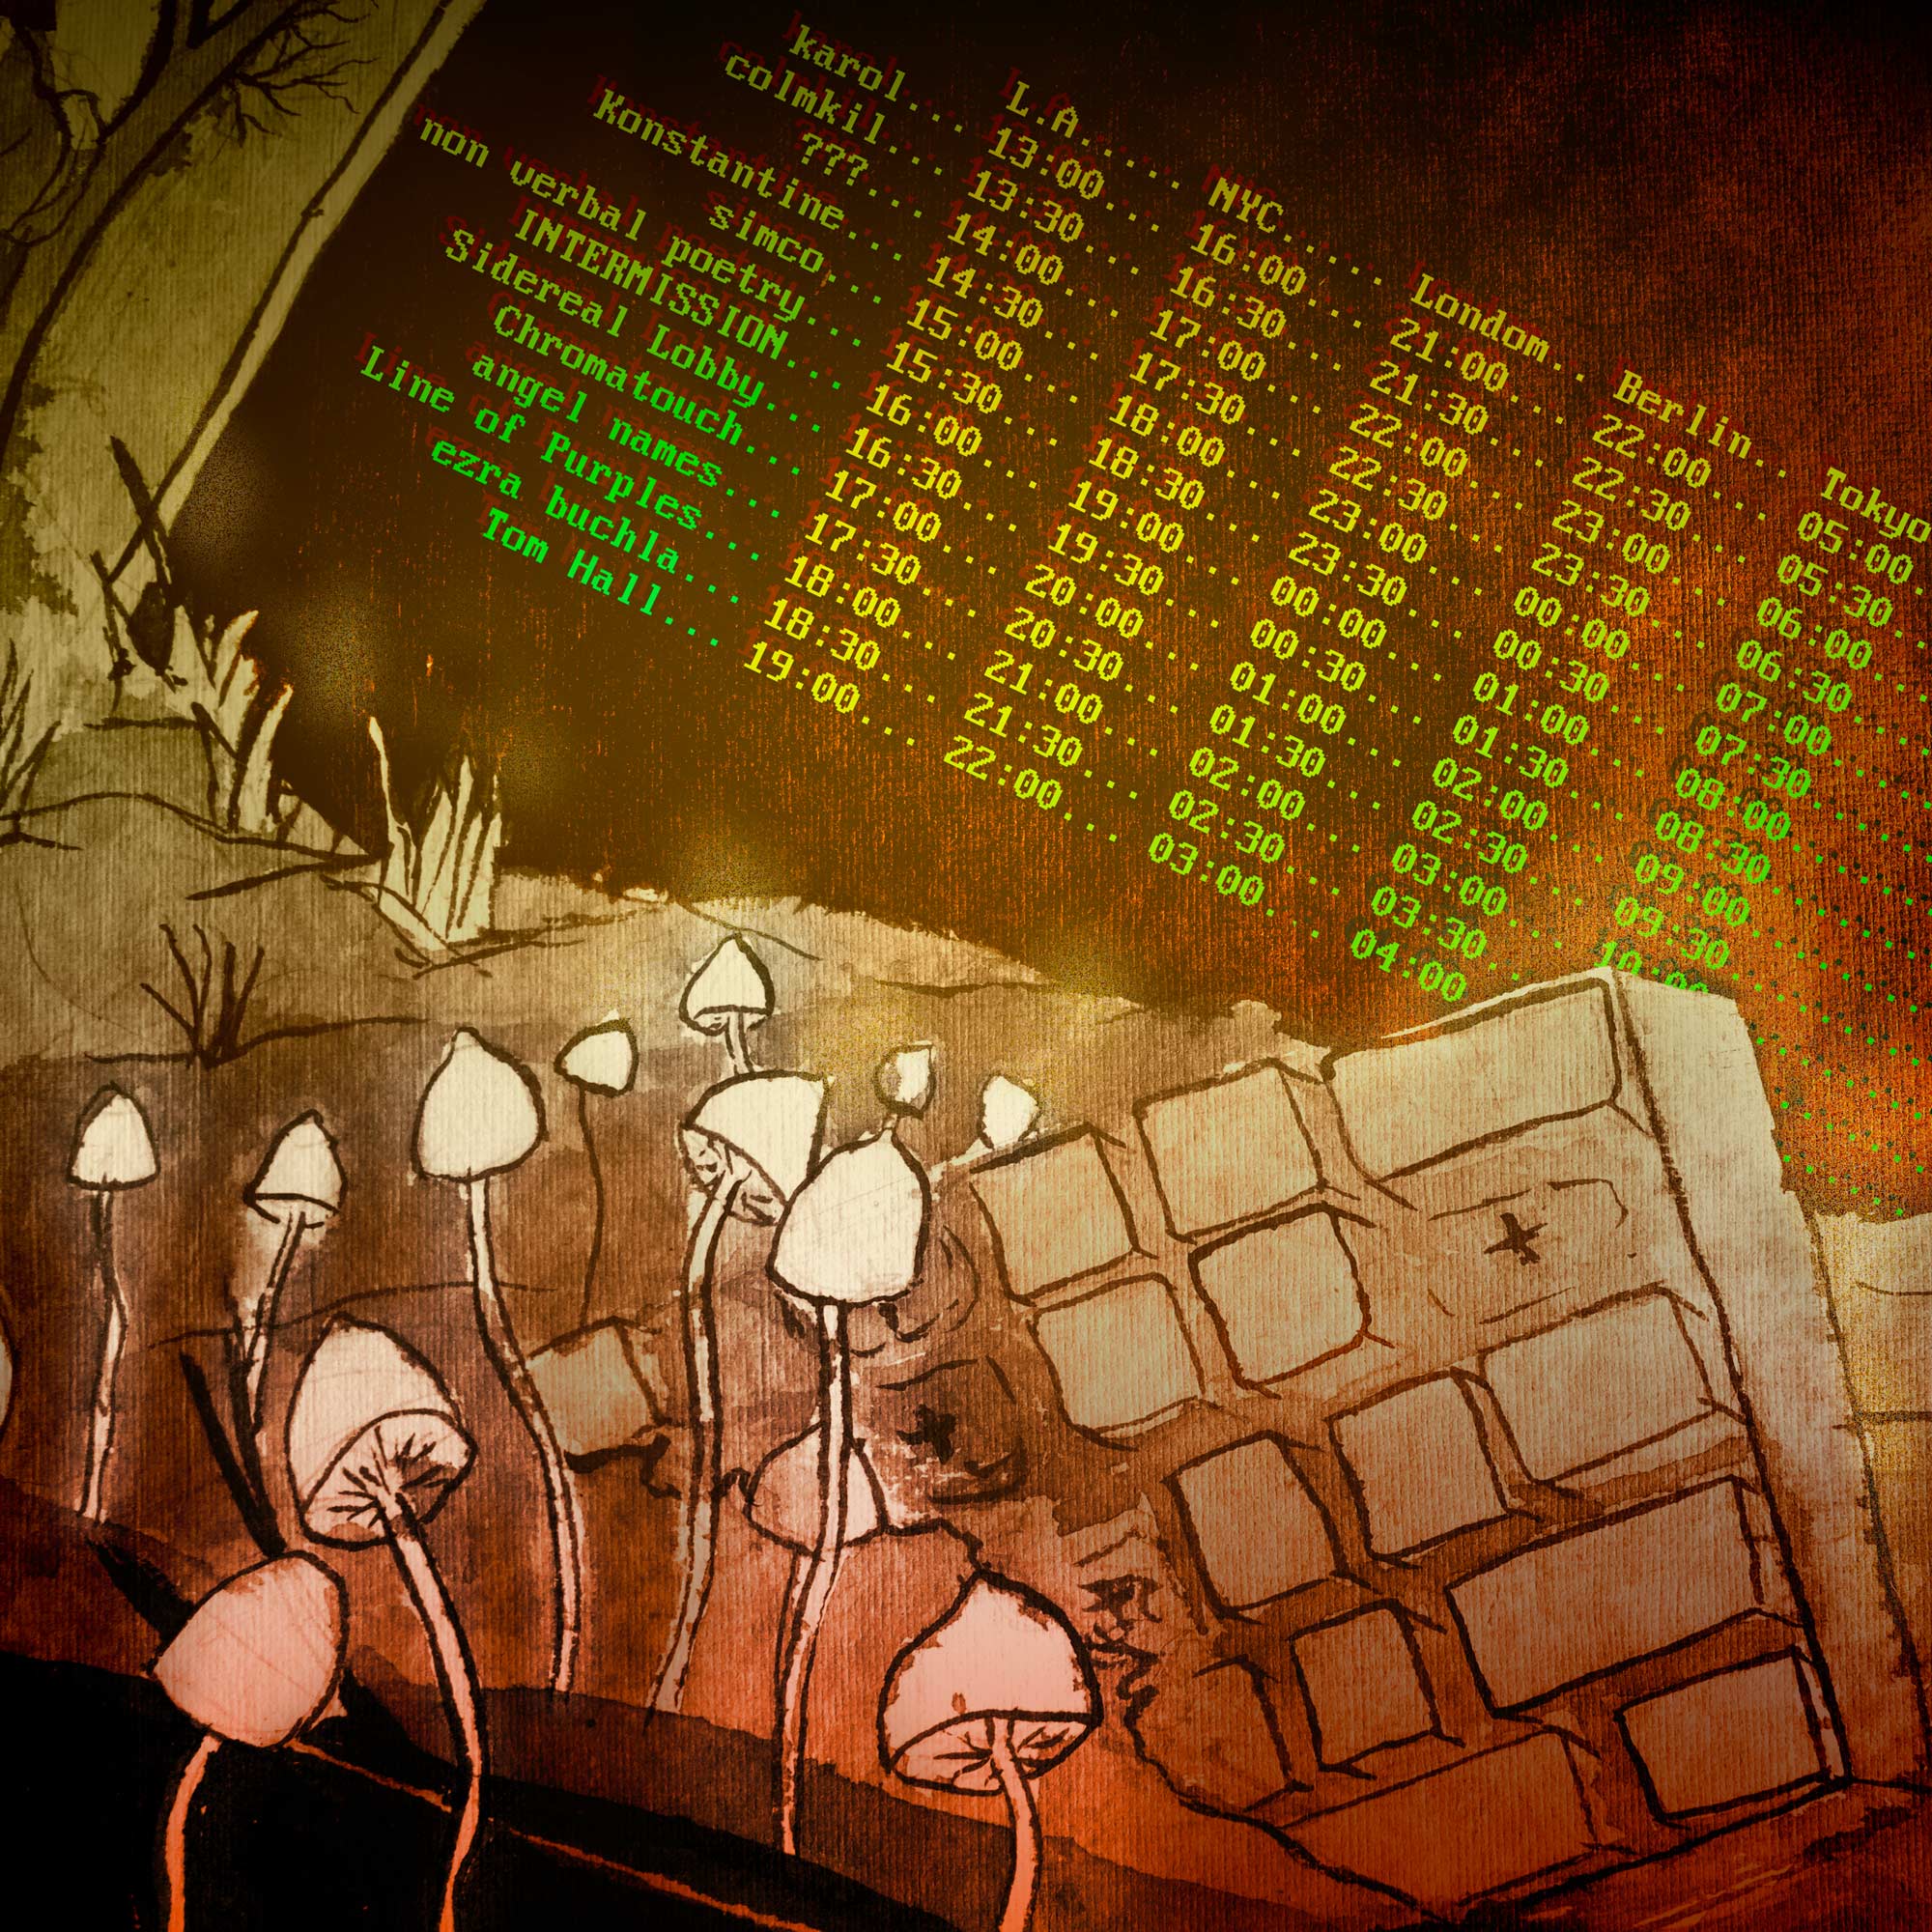 L.A..... NYC..... London.. Berlin.. Tokyo
karol... 13:00... 16:00... 21:00... 22:00... 05:00
colmkil... 13:30... 16:30... 21:30... 22:30... 05:30...
???... 14:00... 17:00... 22:00... 23:00... 06:00...
Konstantine... 14:30... 17:30... 22:30... 23:30... 06:30...
simco... 15:00... 18:00... 23:00... 00:00... 07:00...
non verbal poetry... 15:30... 18:30... 23:30... 00:30... 07:30...
INTERMISSION... 16:00... 19:00... 00:00... 01:00... 08:00...
Sidereal Lobby... 16:30... 19:30... 00:30... 01:30... 08:30...
Chromatouch... 17:00... 20:00... 01:00... 02:00... 09:00...
angel names... 17:30... 20:30... 01:30... 02:30... 09:30...
Line of Purples... 18:00... 21:00... 02:00... 03:00... 10:00
ezra buchla... 18:30... 21:30... 02:30... 03:30...
Tom Hall... 19:00... 22:00... 03:00... 04:00